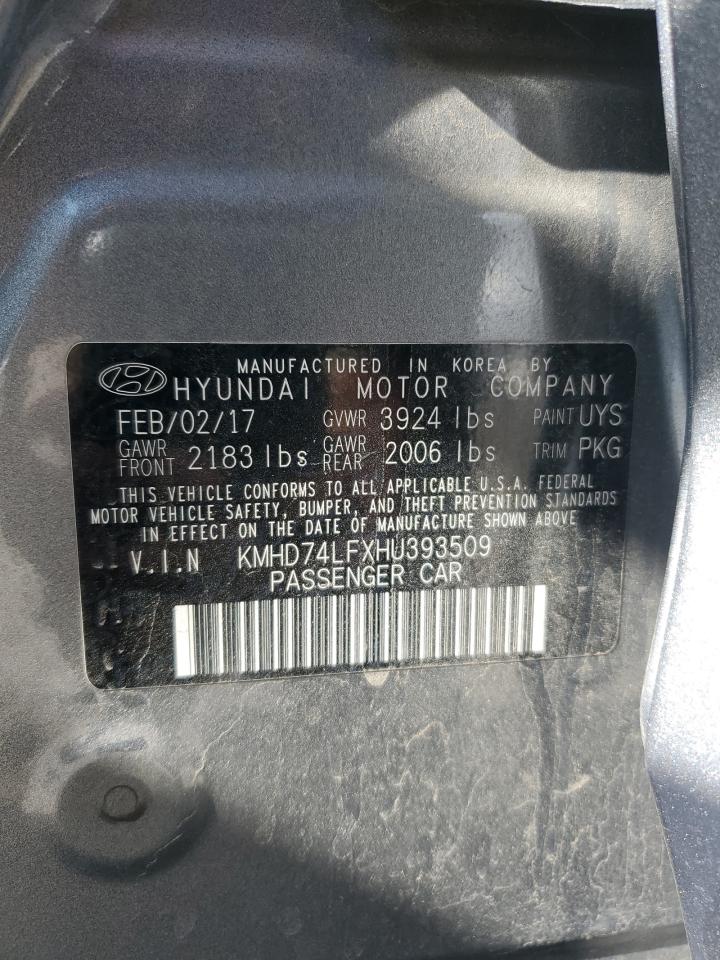 MANUFACTURED IN KOREA BY
HYUNDAI MOTOR COMPANY
FEB/02/17 GVWR 3924 lbs PAINT UYS
GAWR FRONT 2183 lbs GAWR REAR 2006 lbs TRIM PKG
THIS VEHICLE CONFORMS TO ALL APPLICABLE U.S.A. FEDERAL
MOTOR VEHICLE SAFETY, BUMPER, AND THEFT PREVENTION STANDARDS
IN EFFECT ON THE DATE OF MANUFACTURE SHOWN ABOVE
V.I.N KMHD74LFXHU393509
PASSENGER CAR